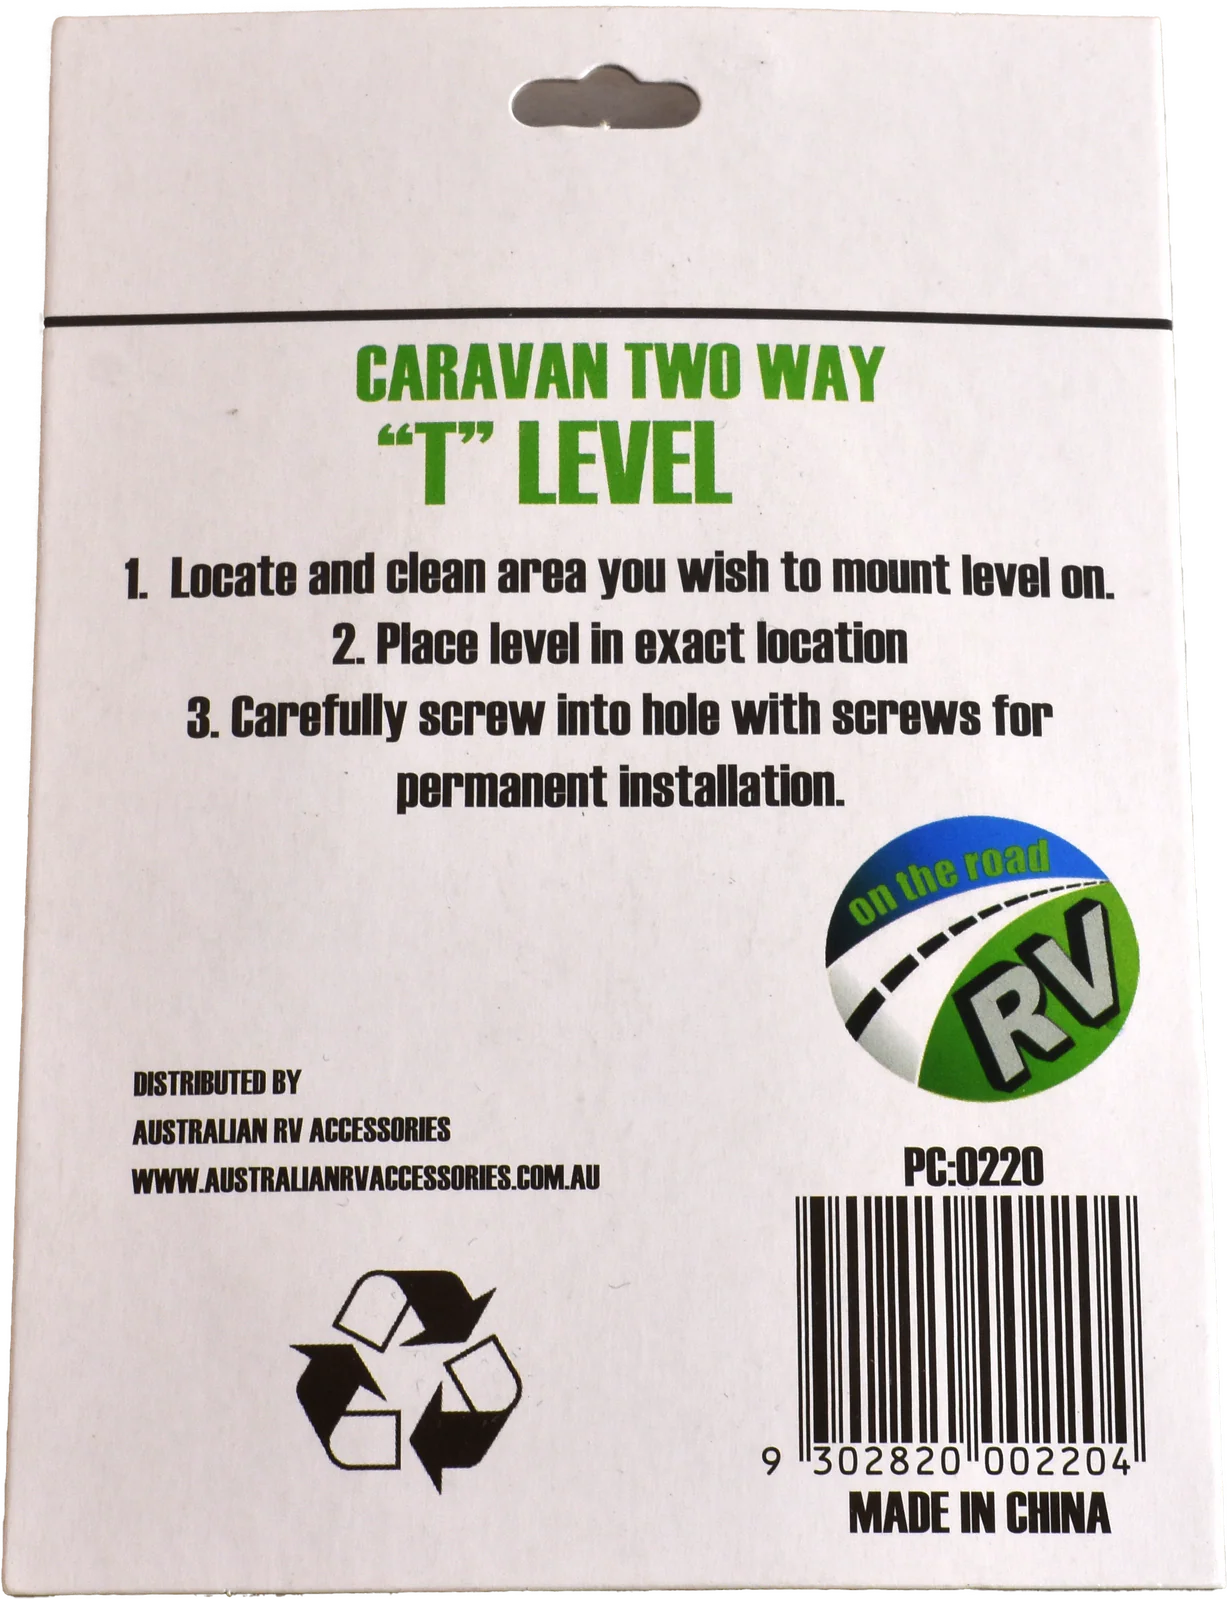 CARAVAN TWO WAY
“T” LEVEL
1. Locate and clean area you wish to mount level on.
2. Place level in exact location
3. Carefully screw into hole with screws for
permanent installation.
on the road
RV
DISTRIBUTED BY
AUSTRALIAN RV ACCESSORIES
WWW.AUSTRALIANRVACCESSORIES.COM.AU
PC:0220
9 302820 002204
MADE IN CHINA